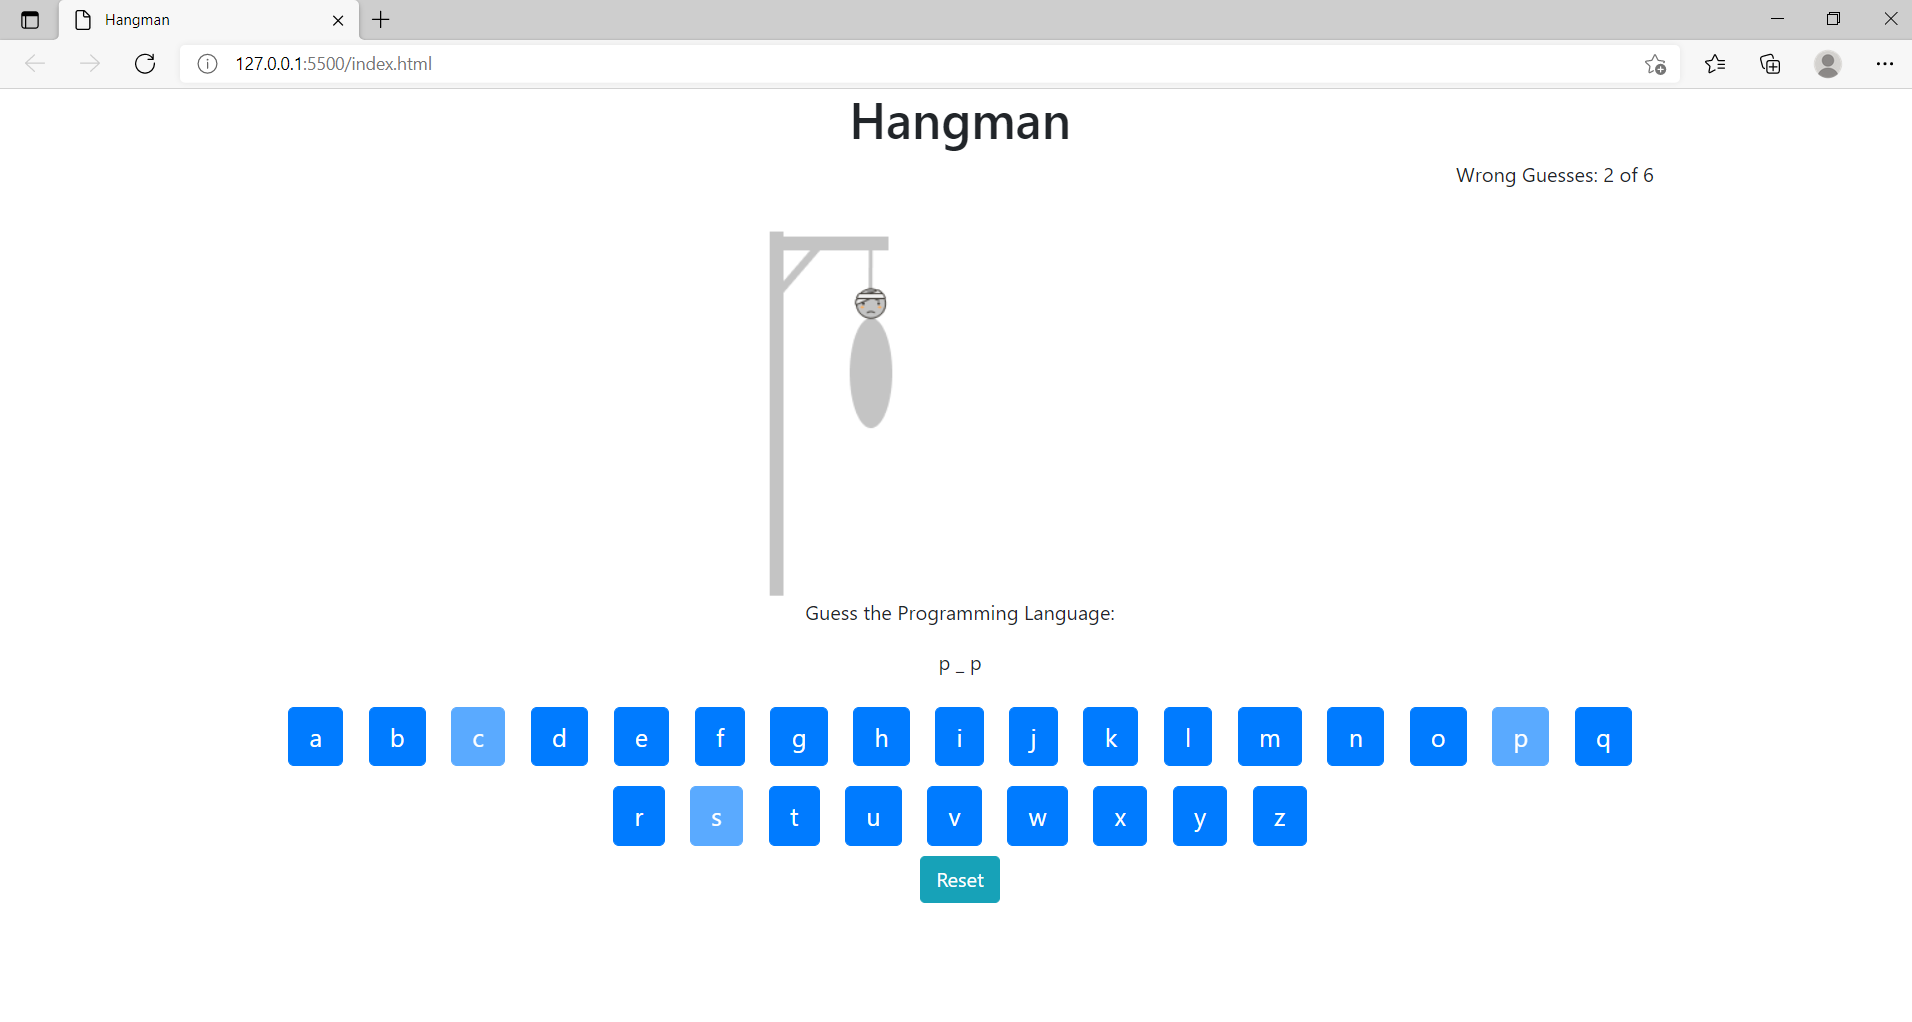 Hangman
127.0.0.1:5500/index.html
Hangman
Wrong Guesses: 2 of 6
Guess the Programming Language:
p _ p
a b c d e f g h i j k l m n o p q
r s t u v w x y z
Reset